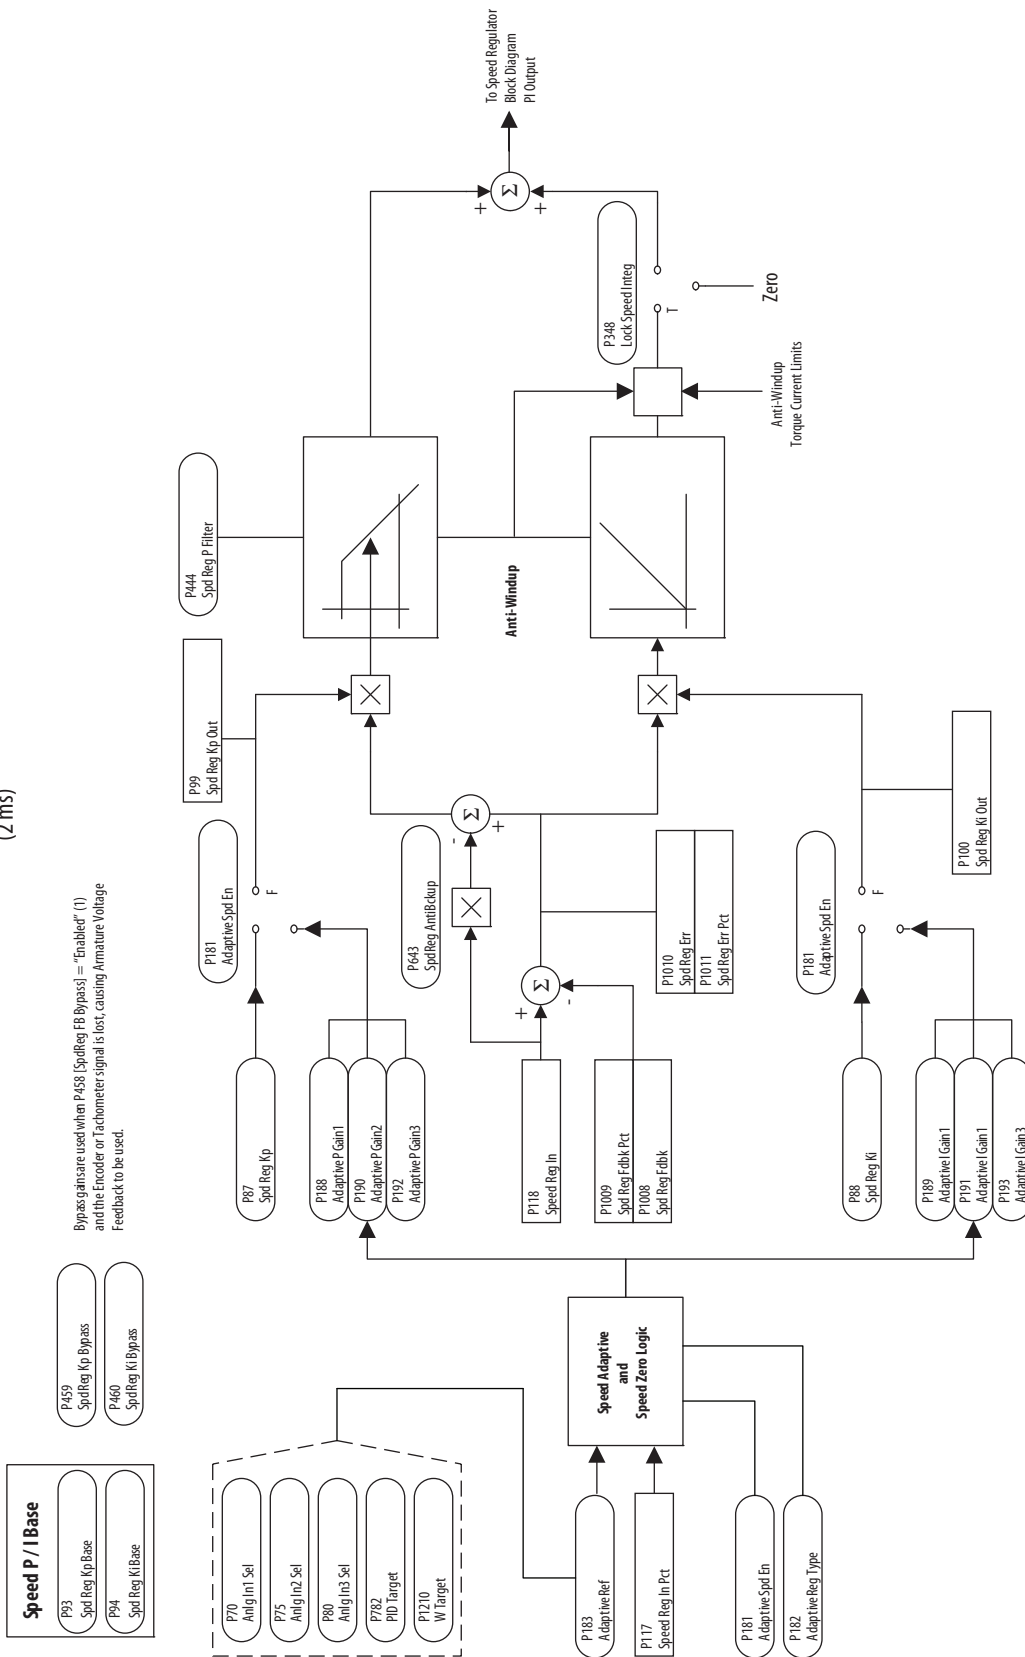 (2 ms)
Speed P / I Base
P93
Spd Reg Kp Base
P94
Spd Reg Ki Base
P459
SpdReg Kp Bypass
P460
SpdReg Ki Bypass
Bypass gains are used when P458 [SpdReg FB Bypass] = "Enabled" (1)
and the Encoder or Tachometer signal is lost, causing Armature Voltage
Feedback to be used.
P70
Anlg In1 Sel
P75
Anlg In2 Sel
P80
Anlg In3 Sel
P782
PID Target
P1210
W Target
P183
Adaptive Ref
P117
Speed Reg In Pct
P181
Adaptive Spd En
P182
Adaptive Reg Type
Speed Adaptive
and
Speed Zero Logic
P87
Spd Reg Kp
P188
Adaptive P Gain1
P190
Adaptive P Gain2
P192
Adaptive P Gain3
P118
Speed Reg In
P1009
Spd Reg Fdbk Pct
P1008
Spd Reg Fdbk
P88
Spd Reg Ki
P189
Adaptive I Gain1
P191
Adaptive I Gain1
P193
Adaptive I Gain3
P181
Adaptive Spd En
F
P99
Spd Reg Kp Out
P643
SpdReg AntiBckup
Σ
+
-
Σ
-
+
P1010
Spd Reg Err
P1011
Spd Reg Err Pct
P181
Adaptive Spd En
F
P100
Spd Reg Ki Out
P444
Spd Reg P Filter
Anti-Windup
P348
Lock Speed Integ
T
Zero
Anti-Windup
Torque Current Limits
Σ
+
+
To Speed Regulator
Block Diagram
PI Output